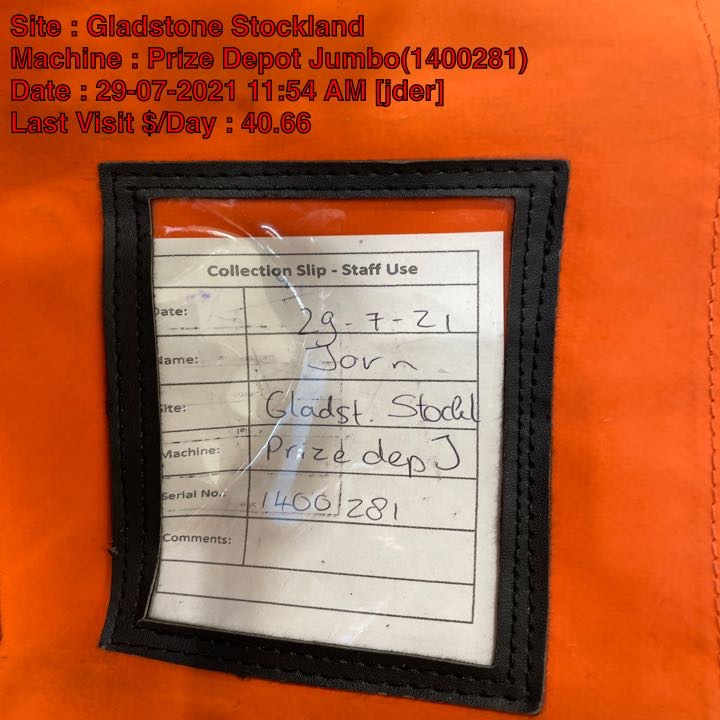 Site : Gladstone Stockland
Machine : Prize Depot Jumbo(1400281)
Date : 29-07-2021 11:54 AM [jder]
Last Visit $/Day : 40.66
Collection Slip - Staff Use
Date: 29-7-21
Name: Jorn
Site: Gladst. Stockl
Machine: Prize dep J
Serial No.: 1400281
Comments: